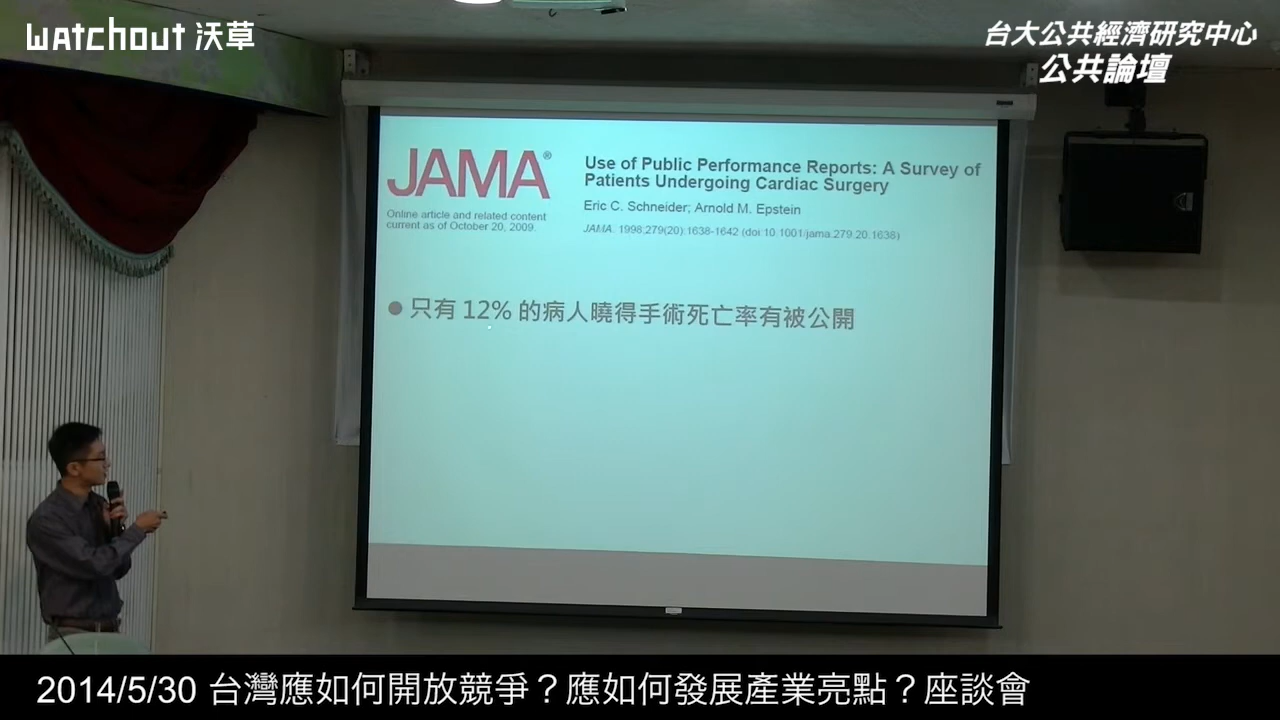 WATCHOUT 沃草
台大公共經濟研究中心
公共論壇
JAMA®
Online article and related content
current as of October 20, 2009.
Use of Public Performance Reports: A Survey of
Patients Undergoing Cardiac Surgery
Eric C. Schneider; Arnold M. Epstein
JAMA. 1998;279(20):1638-1642 (doi:10.1001/jama.279.20.1638)
● 只有 12% 的病人曉得手術死亡率有被公開
2014/5/30 台灣應如何開放競爭？應如何發展產業亮點？座談會